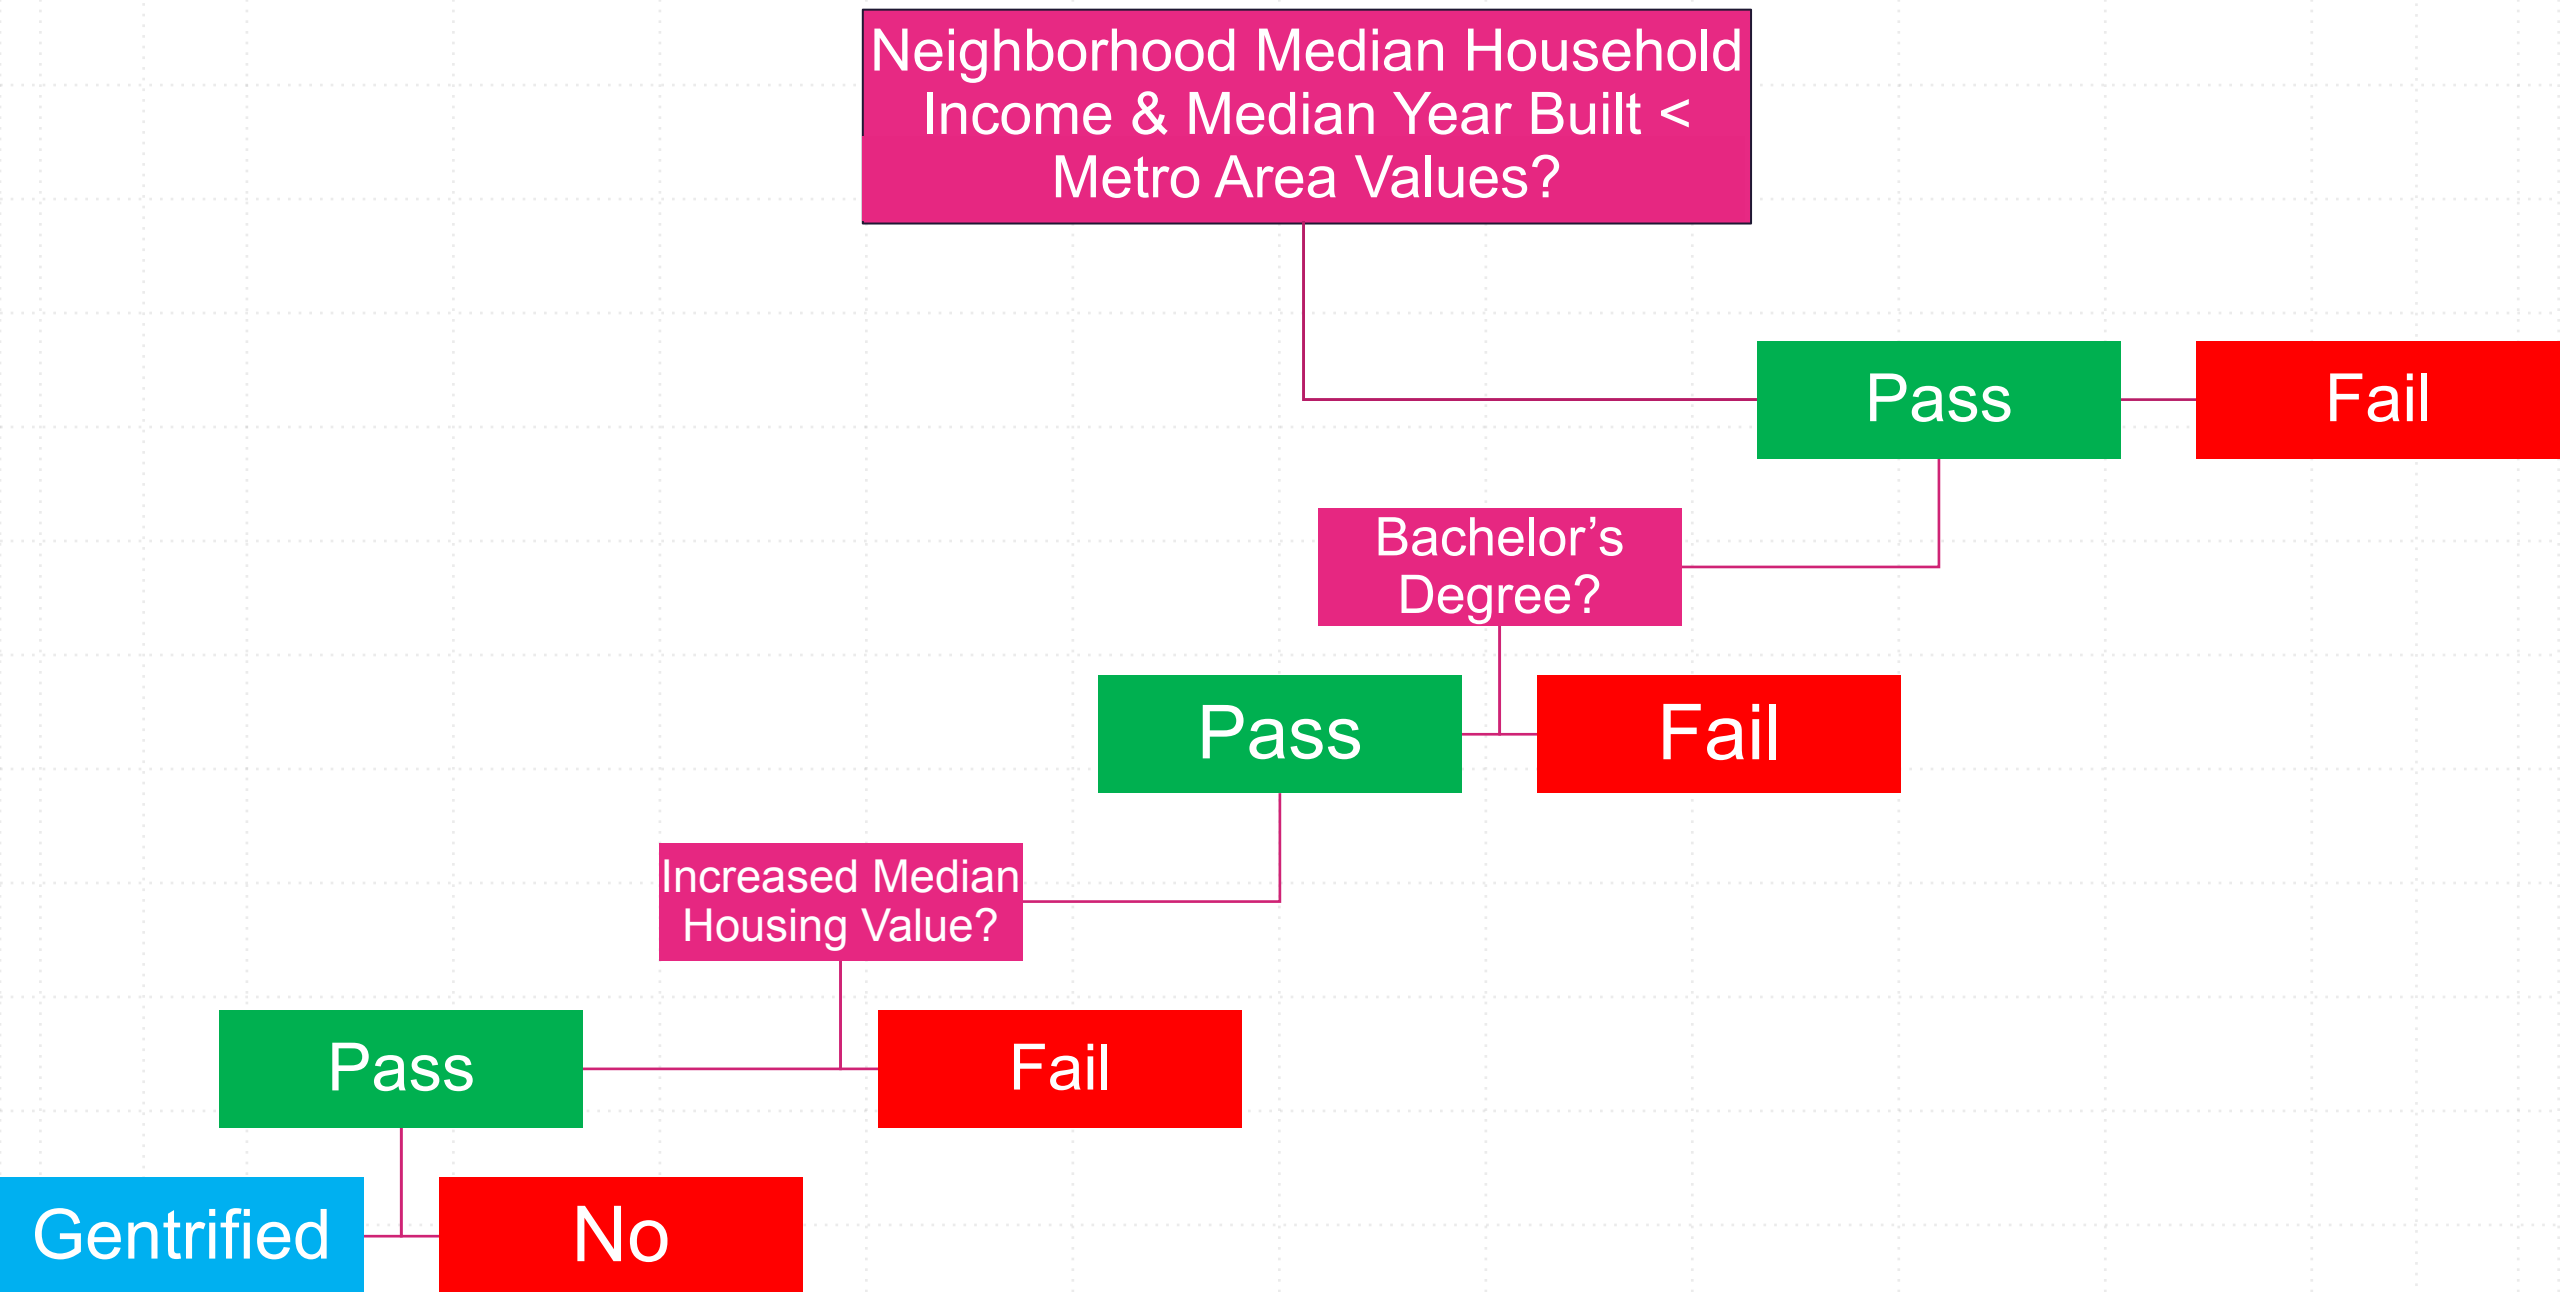 Neighborhood Median Household
Income & Median Year Built <
Metro Area Values?
Pass
Fail
Bachelor’s
Degree?
Pass
Fail
Increased Median
Housing Value?
Pass
Fail
Gentrified
No